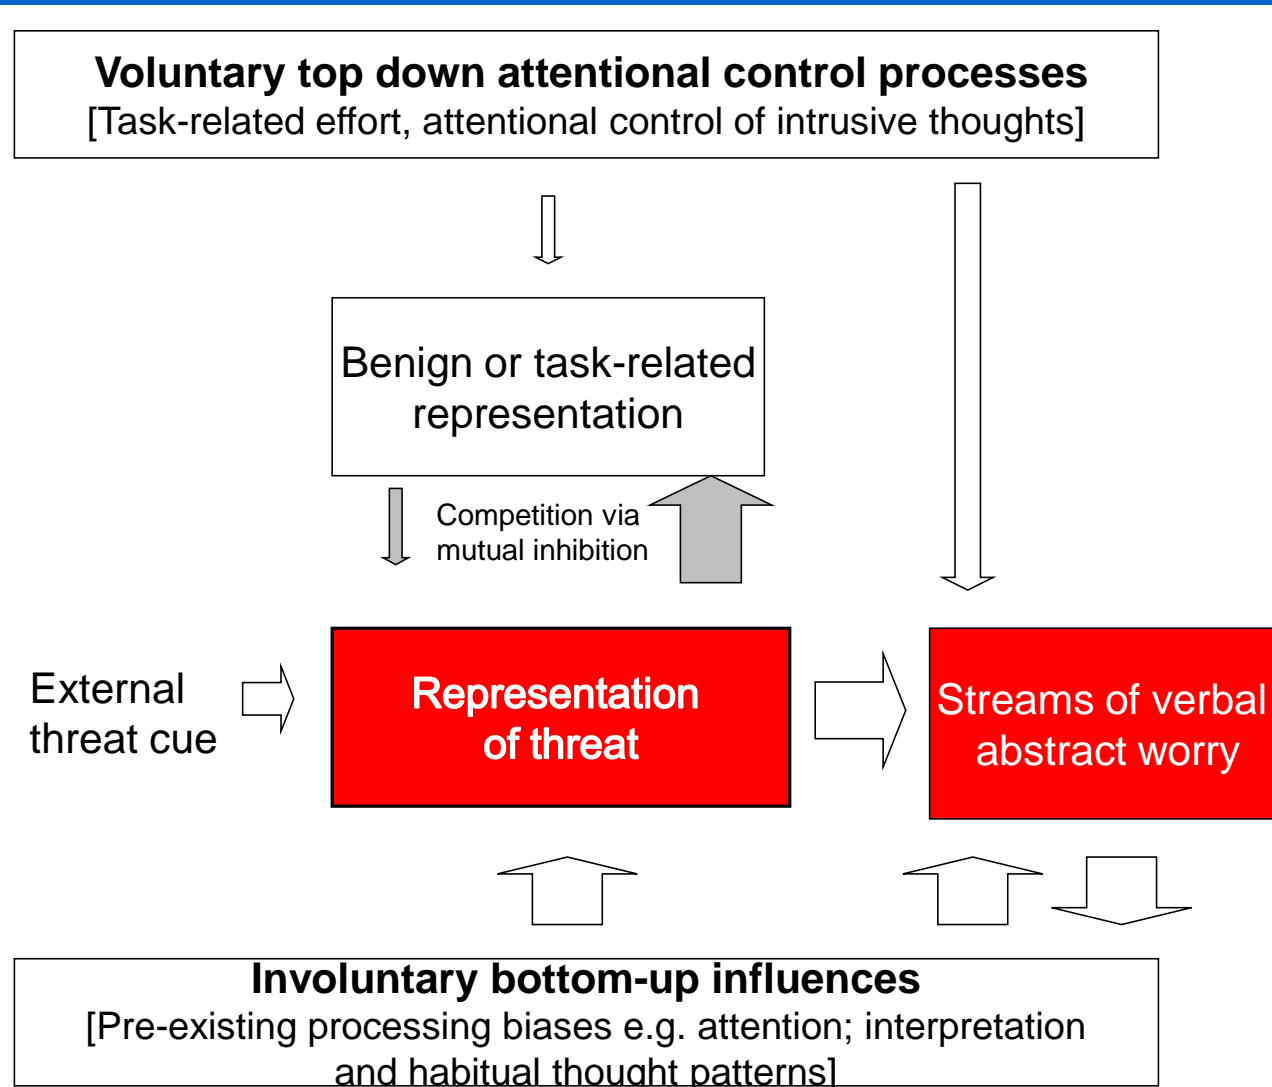 Voluntary top down attentional control processes
[Task-related effort, attentional control of intrusive thoughts]
Benign or task-related
representation
Competition via
mutual inhibition
External
threat cue
Representation
of threat
Streams of verbal
abstract worry
Involuntary bottom-up influences
[Pre-existing processing biases e.g. attention; interpretation
and habitual thought patterns]